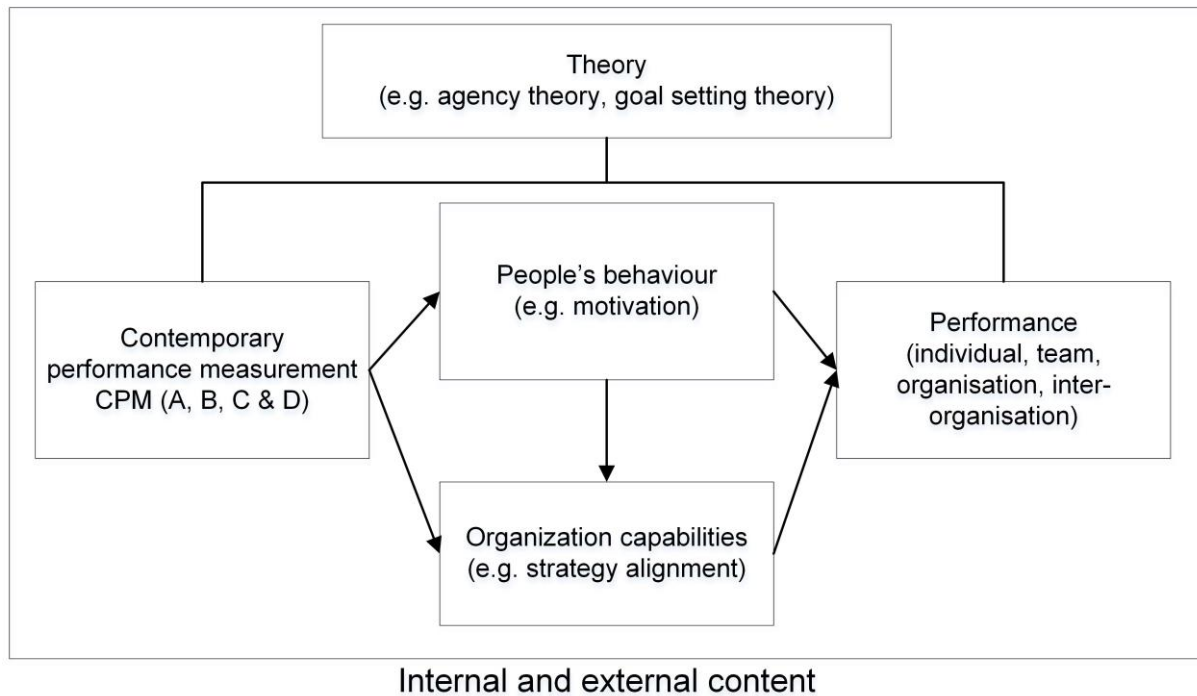 Theory
(e.g. agency theory, goal setting theory)
People’s behaviour
(e.g. motivation)
Contemporary
performance measurement
CPM (A, B, C & D)
Performance
(individual, team,
organisation, inter-
organisation)
Organization capabilities
(e.g. strategy alignment)
Internal and external content